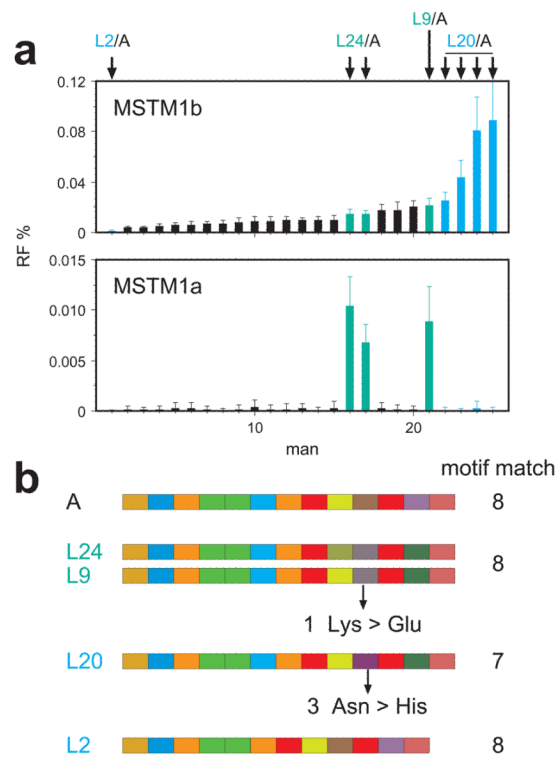 a
L2/A
L24/A
L9/A
L20/A
RF %
0.12
MSTM1b
0.08
0.04
0
0.015
MSTM1a
0.010
0.005
0
10
20
man
b
motif match
A
8
L24
L9
8
1 Lys > Glu
L20
7
3 Asn > His
L2
8